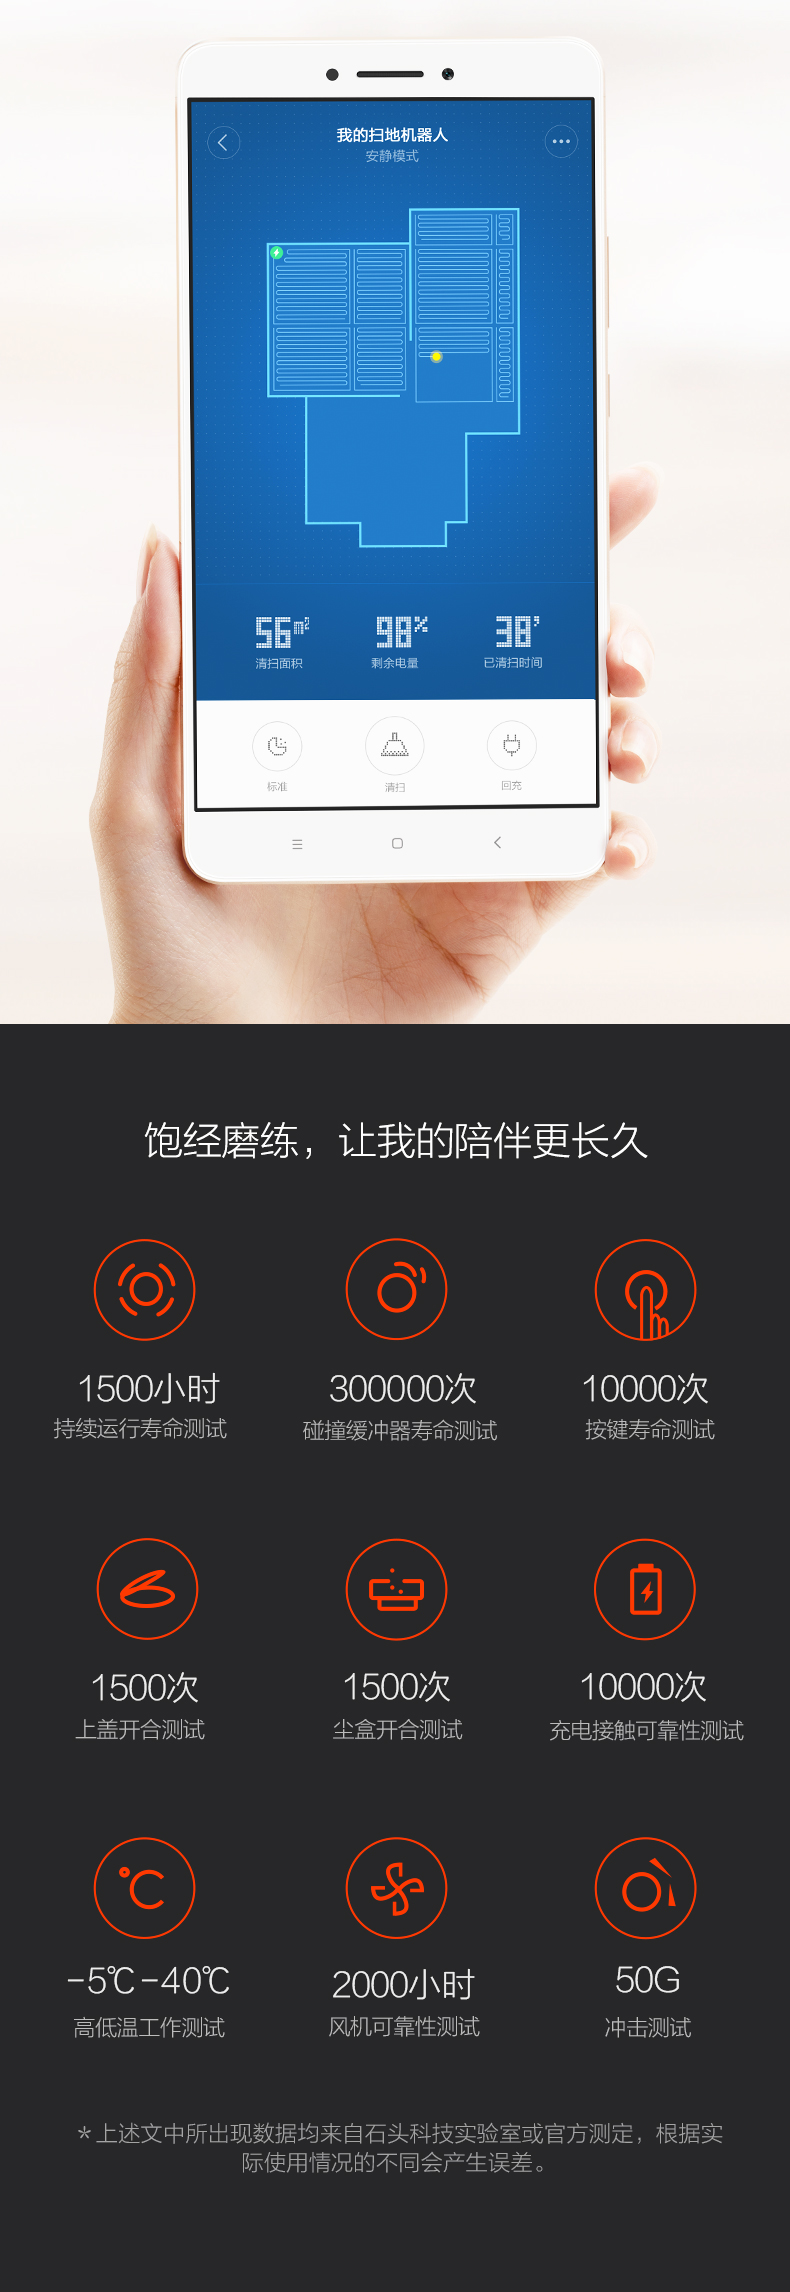 我的扫地机器人
安静模式
56m² 98% 38'
清扫面积 剩余电量 已清扫时间
标准 清扫 回充
饱经磨练，让我的陪伴更长久
1500小时 300000次 10000次
持续运行寿命测试 碰撞缓冲器寿命测试 按键寿命测试
1500次 1500次 10000次
上盖开合测试 尘盒开合测试 充电接触可靠性测试
℃
-5℃-40℃ 2000小时 50G
高低温工作测试 风机可靠性测试 冲击测试
*上述文中所出现数据均来自石头科技实验室或官方测定，根据实
际使用情况的不同会产生误差。